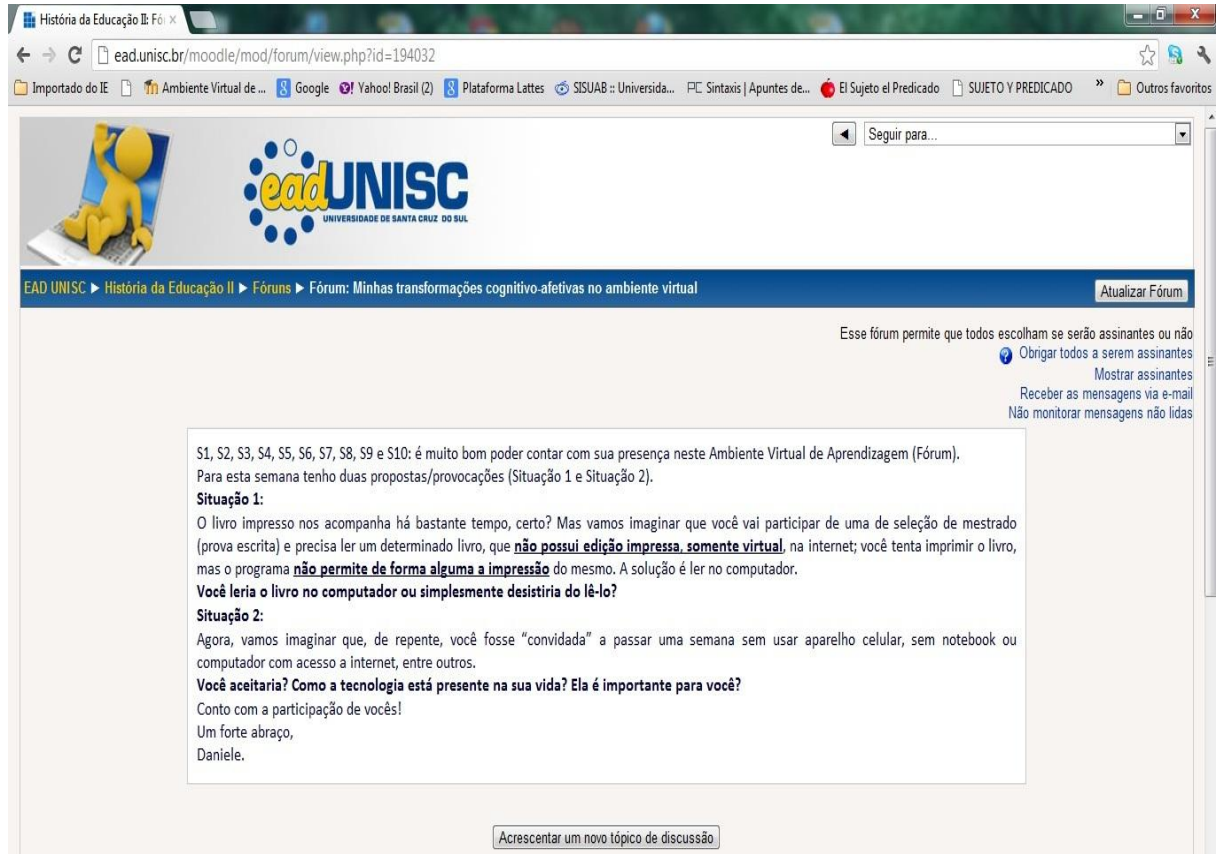 História da Educação II: Fór
ead.unisc.br/moodle/mod/forum/view.php?id=194032
Importado do IE
Ambiente Virtual de ...
Google
Yahoo! Brasil (2)
Plataforma Lattes
SISUAB :: Universida...
Sintaxis | Apuntes de...
El Sujeto el Predicado
SUJETO Y PREDICADO
»
Outros favoritos
Seguir para...
eadUNISC
UNIVERSIDADE DE SANTA CRUZ DO SUL
EAD UNISC ► História da Educação II ► Fóruns ► Fórum: Minhas transformações cognitivo-afetivas no ambiente virtual
Atualizar Fórum
Esse fórum permite que todos escolham se serão assinantes ou não
Obrigar todos a serem assinantes
Mostrar assinantes
Receber as mensagens via e-mail
Não monitorar mensagens não lidas
S1, S2, S3, S4, S5, S6, S7, S8, S9 e S10: é muito bom poder contar com sua presença neste Ambiente Virtual de Aprendizagem (Fórum).
Para esta semana tenho duas propostas/provocações (Situação 1 e Situação 2).
Situação 1:
O livro impresso nos acompanha há bastante tempo, certo? Mas vamos imaginar que você vai participar de uma de seleção de mestrado
(prova escrita) e precisa ler um determinado livro, que não possui edição impressa, somente virtual, na internet; você tenta imprimir o livro,
mas o programa não permite de forma alguma a impressão do mesmo. A solução é ler no computador.
Você leria o livro no computador ou simplesmente desistiria do lê-lo?
Situação 2:
Agora, vamos imaginar que, de repente, você fosse “convidada” a passar uma semana sem usar aparelho celular, sem notebook ou
computador com acesso a internet, entre outros.
Você aceitaria? Como a tecnologia está presente na sua vida? Ela é importante para você?
Conto com a participação de vocês!
Um forte abraço,
Daniele.
Acrescentar um novo tópico de discussão